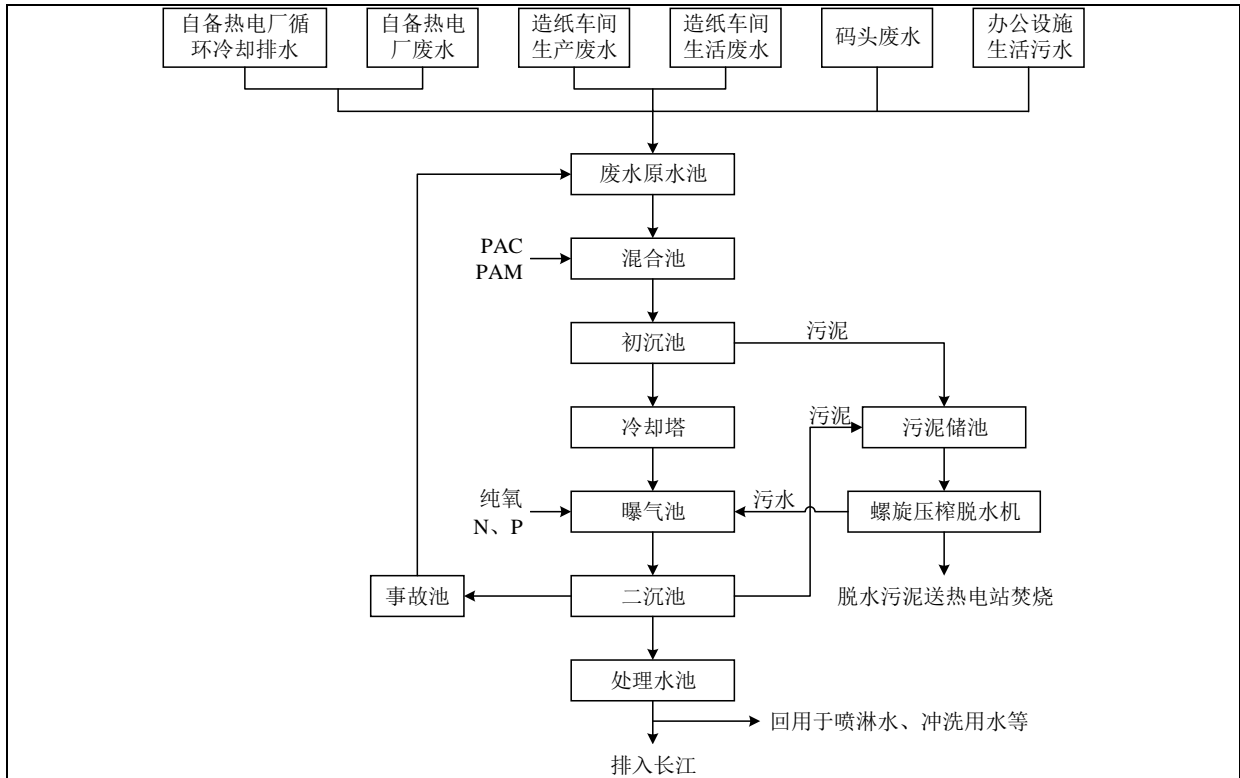 自备热电厂循
环冷却排水
自备热电
厂废水
造纸车间
生产废水
造纸车间
生活废水
码头废水
办公设施
生活污水
废水原水池
PAC
PAM
混合池
初沉池
污泥
冷却塔
污泥
污泥储池
纯氧
N、P
曝气池
污水
螺旋压榨脱水机
事故池
二沉池
脱水污泥送热电站焚烧
处理水池
回用于喷淋水、冲洗用水等
排入长江